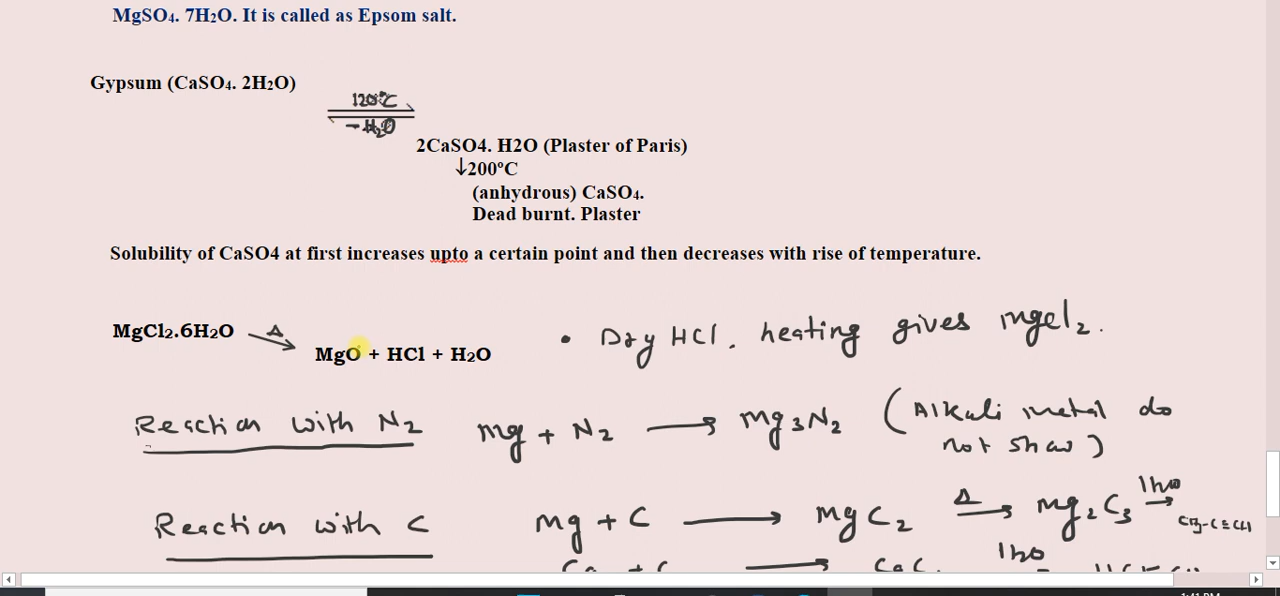 MgSO₄. 7H₂O. It is called as Epsom salt.
Gypsum (CaSO₄. 2H₂O)
120°C
-H₂O
2CaSO4. H2O (Plaster of Paris)
↓200ºC
(anhydrous) CaSO₄.
Dead burnt. Plaster
Solubility of CaSO4 at first increases upto a certain point and then decreases with rise of temperature.
MgCl₂.6H₂O Δ
MgO + HCl + H₂O
• Dry HCl. heating gives mgcl₂.
Reaction with N₂ mg + N₂ → mg₃N₂ (Alkali metal do
not show)
Reaction with C mg + C → mgC₂ Δ → mg₂C₃ H₂O →
CH₃-C≡CH
H₂O